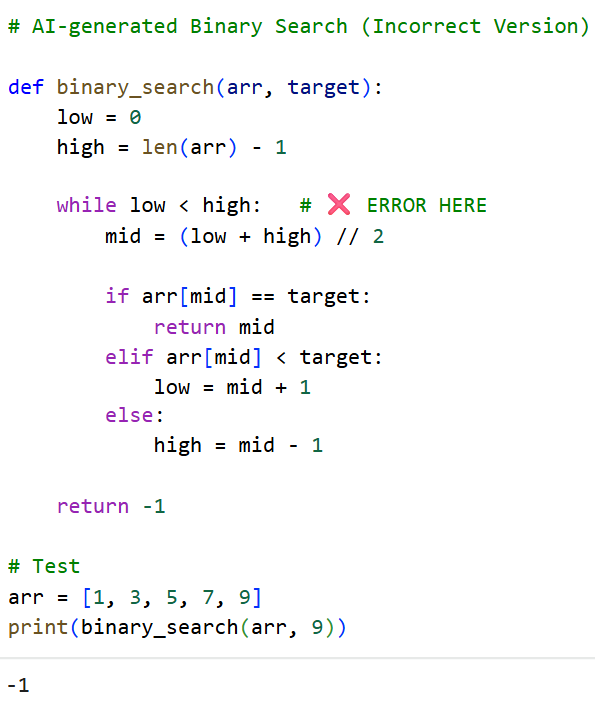 # AI-generated Binary Search (Incorrect Version)
def binary_search(arr, target):
    low = 0
    high = len(arr) - 1
    while low < high:   # ❌ ERROR HERE
        mid = (low + high) // 2
        if arr[mid] == target:
            return mid
        elif arr[mid] < target:
            low = mid + 1
        else:
            high = mid - 1
    return -1
# Test
arr = [1, 3, 5, 7, 9]
print(binary_search(arr, 9))
-1